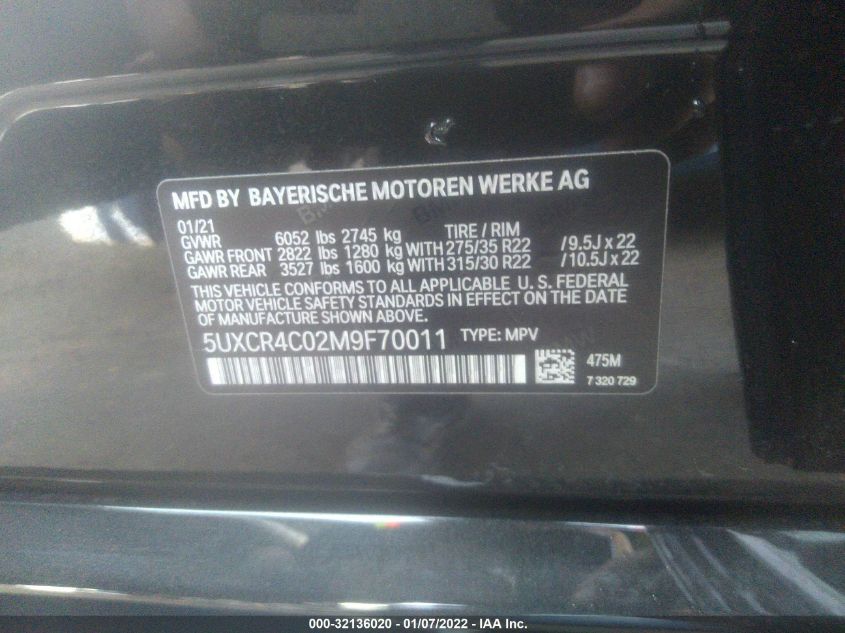 MFD BY BAYERISCHE MOTOREN WERKE AG
01/21
GVWR 6052 lbs 2745 kg TIRE / RIM
GAWR FRONT 2822 lbs 1280 kg WITH 275/35 R22 /9.5J x 22
GAWR REAR 3527 lbs 1600 kg WITH 315/30 R22 /10.5J x 22
THIS VEHICLE CONFORMS TO ALL APPLICABLE U. S. FEDERAL
MOTOR VEHICLE SAFETY STANDARDS IN EFFECT ON THE DATE
OF MANUFACTURE SHOWN ABOVE.
5UXCR4C02M9F70011 TYPE: MPV
475M
7 320 729
000-32136020 - 01/07/2022 - © IAA Inc.